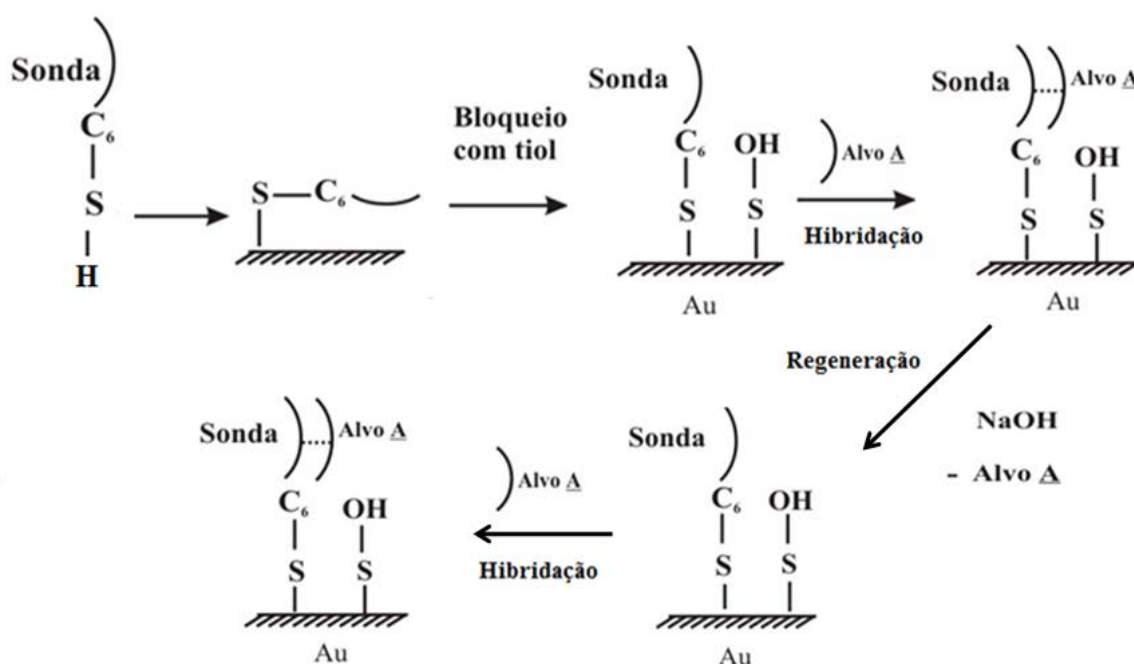 Sonda
C₆
S
H
S—C₆
Bloqueio
com tiol
Sonda
C₆ OH
S S
Au
Alvo A
Hibridação
Sonda Alvo A
C₆ OH
S S
Au
Regeneração
NaOH
- Alvo A
Sonda
C₆ OH
S S
Au
Alvo A
Hibridação
Sonda Alvo A
C₆ OH
S S
Au